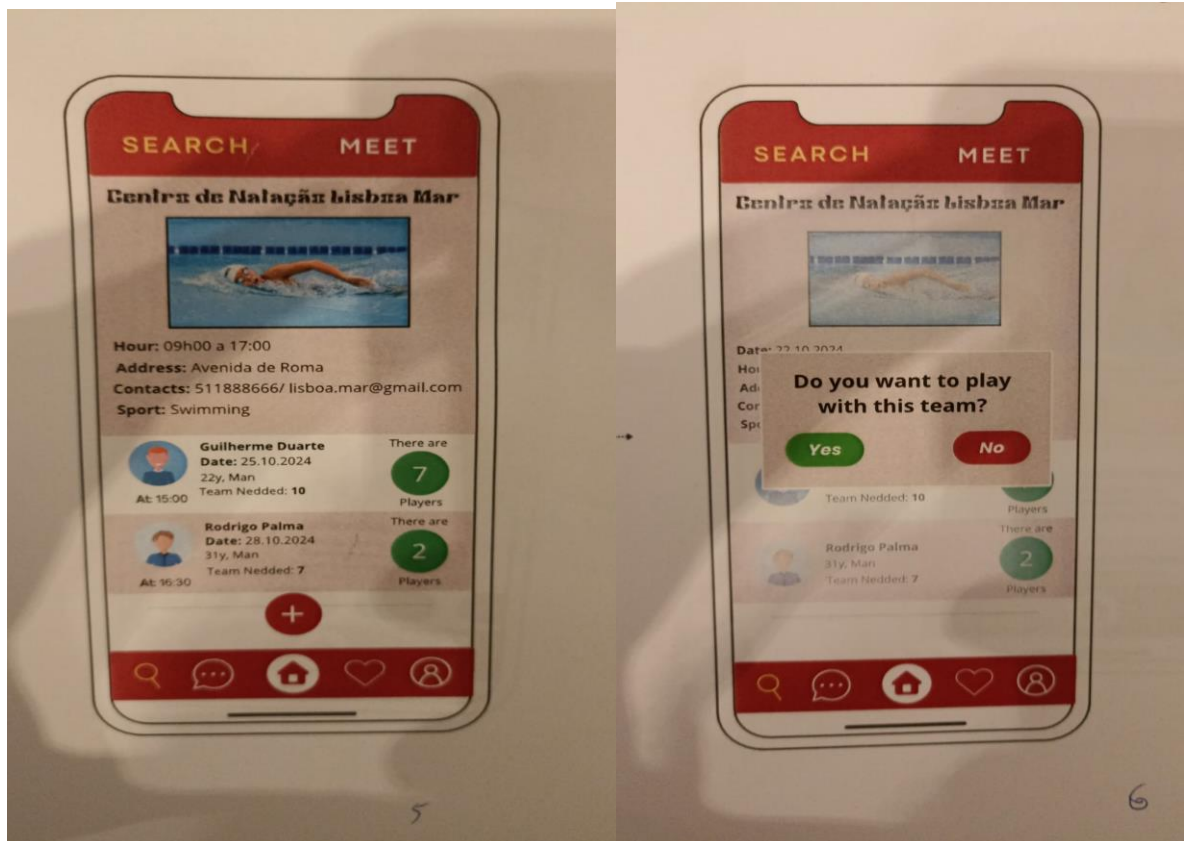 SEARCH MEET
Centro de Natação Lisboa Mar
Hour: 09h00 a 17:00
Address: Avenida de Roma
Contacts: 511888666/ lisboa.mar@gmail.com
Sport: Swimming
Guilherme Duarte
Date: 25.10.2024
22y, Man
Team Nedded: 10
At: 15:00
There are
7
Players
Rodrigo Palma
Date: 28.10.2024
31y, Man
Team Nedded: 7
At: 16:30
There are
2
Players
+
5
SEARCH MEET
Centro de Natação Lisboa Mar
Date: 22.10.2024
Do you want to play
with this team?
Yes No
Team Nedded: 10
Players
Rodrigo Palma
31y, Man
Team Nedded: 7
There are
2
Players
6